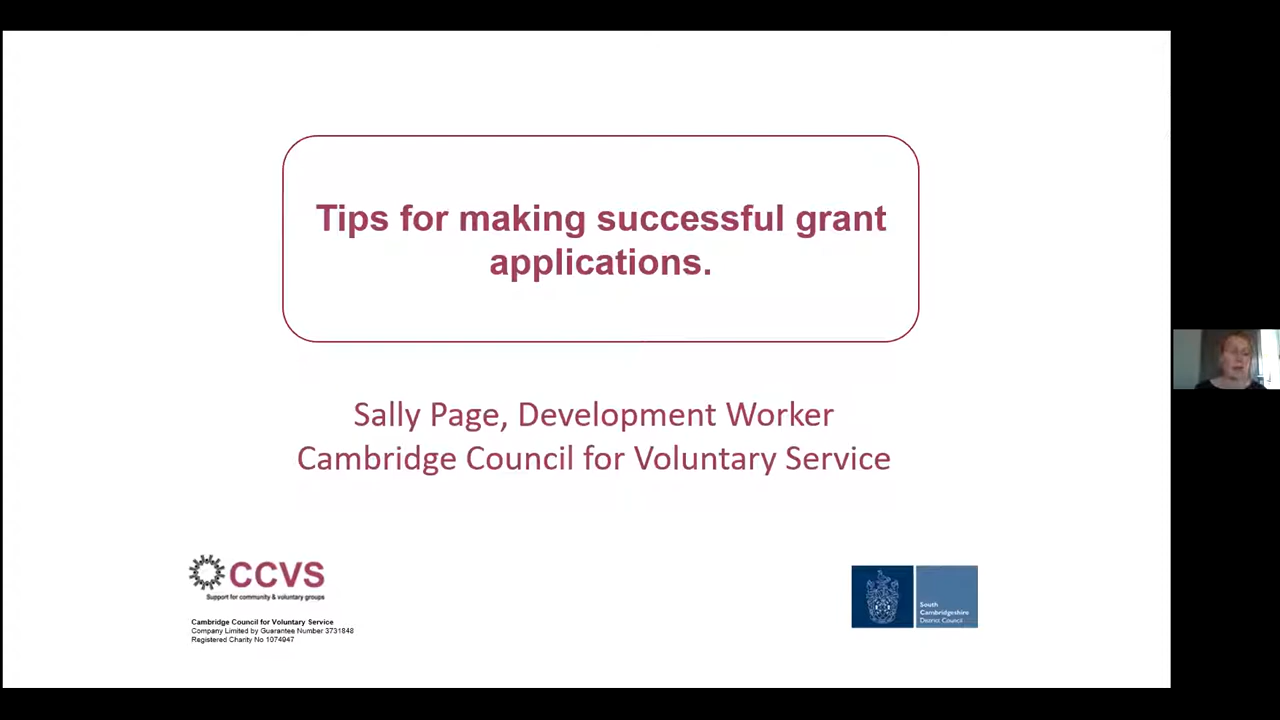 Tips for making successful grant
applications.
Sally Page, Development Worker
Cambridge Council for Voluntary Service
CCVS
Support for community & voluntary groups
Cambridge Council for Voluntary Service
Company Limited by Guarantee Number 3731848
Registered Charity No 1074947
South
Cambridgeshire
District Council